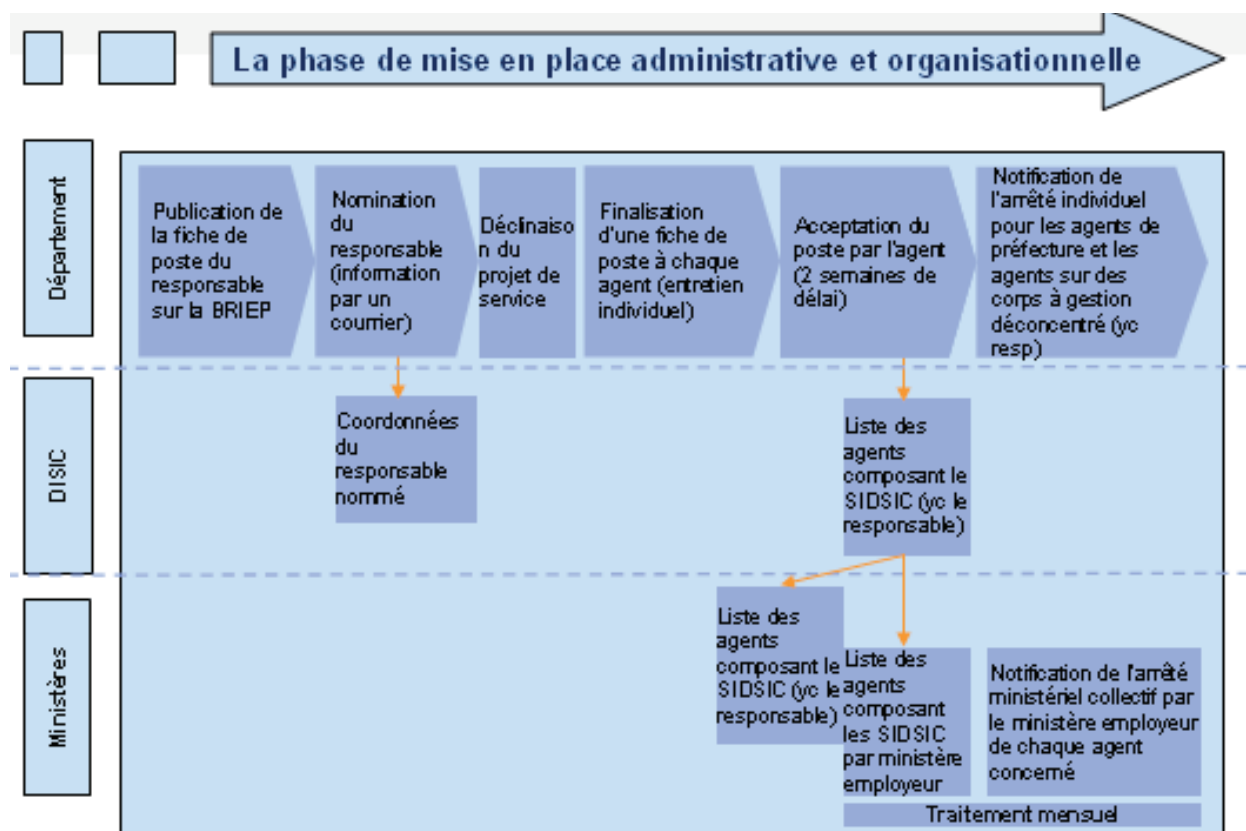 La phase de mise en place administrative et organisationnelle
Département
Publication de
la fiche de
poste du
responsable
sur la BRIEP
Nomination
du
responsable
(information
par un
courrier)
Déclinaiso
n du
projet de
service
Finalisation
d'une fiche de
poste à chaque
agent (entretien
individuel)
Acceptation du
poste par l'agent
(2 semaines de
délai)
Notification de
l'arrêté individuel
pour les agents de
préfecture et les
agents sur des
corps à gestion
déconcentré (yc
resp)
DISIC
Coordonnées
du
responsable
nommé
Liste des
agents
composant le
SIDSIC (yc le
responsable)
Ministères
Liste des
agents
composant le
SIDSIC (yc le
responsable)
Liste des
agents
composant
les SIDSIC
par ministère
employeur
Notification de l'arrêté
ministériel collectif par
le ministère employeur
de chaque agent
concerné
Traitement mensuel